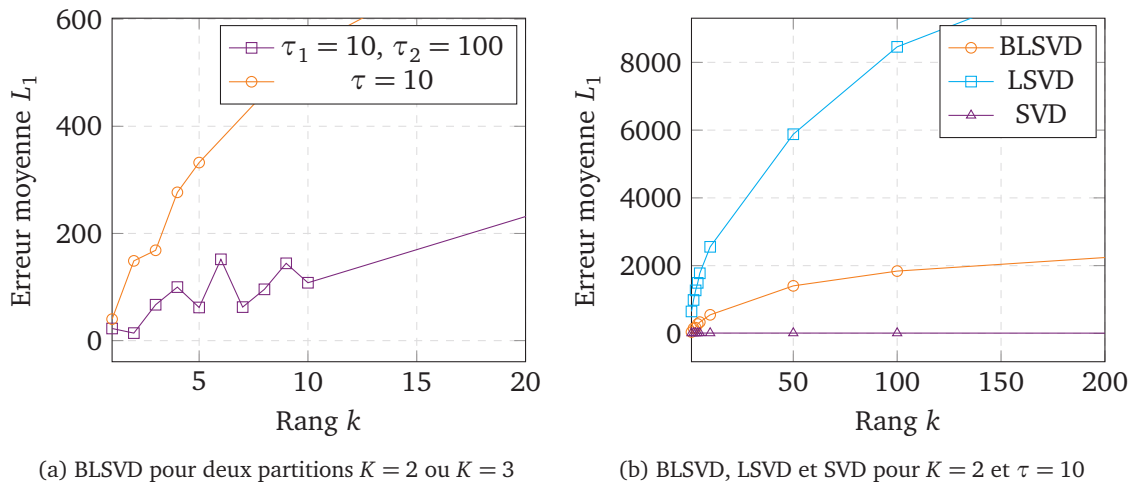 600
400
200
0
5
10
15
20
Erreur moyenne L₁
Rang k
τ₁ = 10, τ₂ = 100
τ = 10
(a) BLSVD pour deux partitions K = 2 ou K = 3
8000
6000
4000
2000
0
50
100
150
200
Erreur moyenne L₁
Rang k
BLSVD
LSVD
SVD
(b) BLSVD, LSVD et SVD pour K = 2 et τ = 10